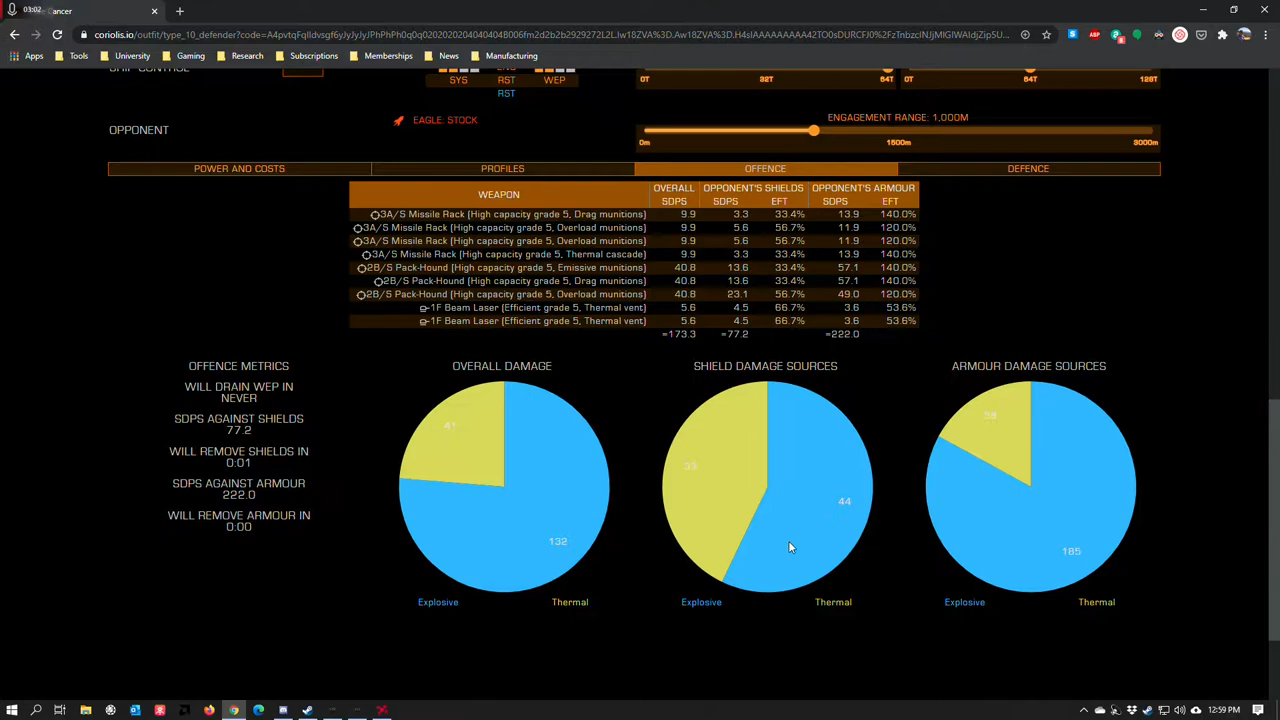 03:02
Cancer
coriolis.io/outfit/type_10_defender?code=
Apps Tools University Gaming Research Subscriptions Memberships News Manufacturing
SHIP CONTROL
SYS RST WEP
RST
0T 32T 64T 0T 64T 128T
OPPONENT
EAGLE: STOCK
ENGAGEMENT RANGE: 1,000M
0m 1500m 3000m
POWER AND COSTS PROFILES OFFENCE DEFENCE
WEAPON OVERALL OPPONENT'S SHIELDS OPPONENT'S ARMOUR
SDPS SDPS EFT SDPS EFT
3A/S Missile Rack (High capacity grade 5, Drag munitions) 9.9 3.3 33.4% 13.9 140.0%
3A/S Missile Rack (High capacity grade 5, Overload munitions) 9.9 5.6 56.7% 11.9 120.0%
3A/S Missile Rack (High capacity grade 5, Overload munitions) 9.9 5.6 56.7% 11.9 120.0%
3A/S Missile Rack (High capacity grade 5, Thermal cascade) 9.9 3.3 33.4% 13.9 140.0%
2B/S Pack-Hound (High capacity grade 5, Emissive munitions) 40.8 13.6 33.4% 57.1 140.0%
2B/S Pack-Hound (High capacity grade 5, Drag munitions) 40.8 13.6 33.4% 57.1 140.0%
2B/S Pack-Hound (High capacity grade 5, Overload munitions) 40.8 23.1 56.7% 49.0 120.0%
1F Beam Laser (Efficient grade 5, Thermal vent) 5.6 4.5 66.7% 3.6 53.6%
1F Beam Laser (Efficient grade 5, Thermal vent) 5.6 4.5 66.7% 3.6 53.6%
=173.3 =77.2 =222.0
OFFENCE METRICS
WILL DRAIN WEP IN
NEVER
SDPS AGAINST SHIELDS
77.2
WILL REMOVE SHIELDS IN
0:01
SDPS AGAINST ARMOUR
222.0
WILL REMOVE ARMOUR IN
0:00
OVERALL DAMAGE
41
132
Explosive Thermal
SHIELD DAMAGE SOURCES
33
44
Explosive Thermal
ARMOUR DAMAGE SOURCES
185
Explosive Thermal
12:59 PM